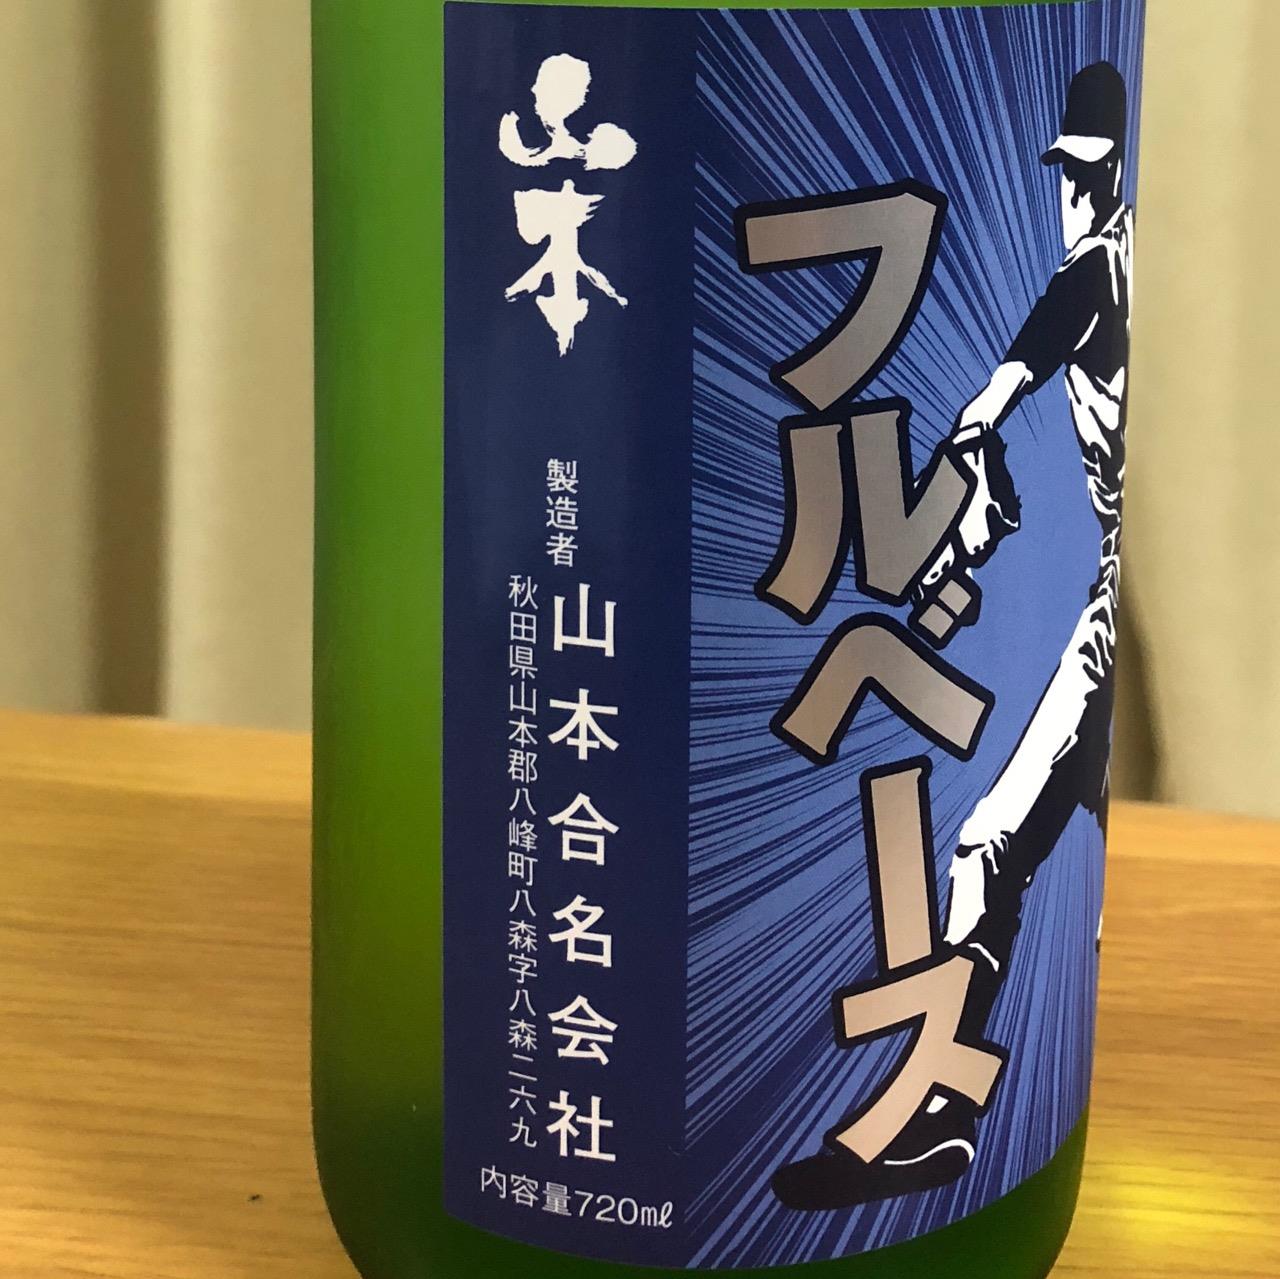 フルベース
山本
製造者 山本合名会社
秋田県山本郡八峰町八森字八森二六九
内容量720ml